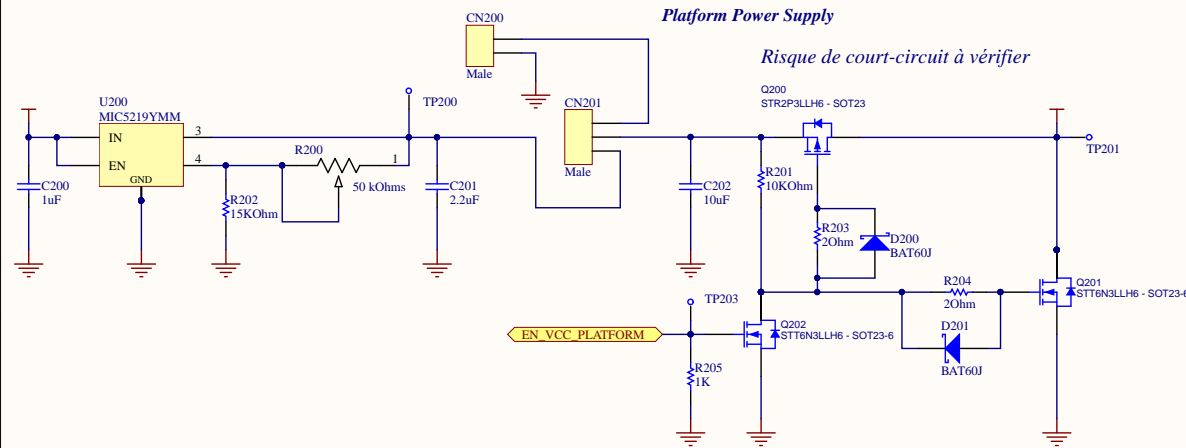 Platform Power Supply
Risque de court-circuit à vérifier
CN200
Male
U200
MIC5219YMM
IN
EN
GND
3
4
C200
1uF
R202
15KOhm
R200
1
50 kOhms
TP200
C201
2.2uF
CN201
Male
C202
10uF
R201
10KOhm
Q200
STR2P3LLH6 - SOT23
TP201
R203
2Ohm
D200
BAT60J
R204
2Ohm
D201
BAT60J
Q201
STT6N3LLH6 - SOT23-6
TP203
EN_VCC_PLATFORM
R205
1K
Q202
STT6N3LLH6 - SOT23-6